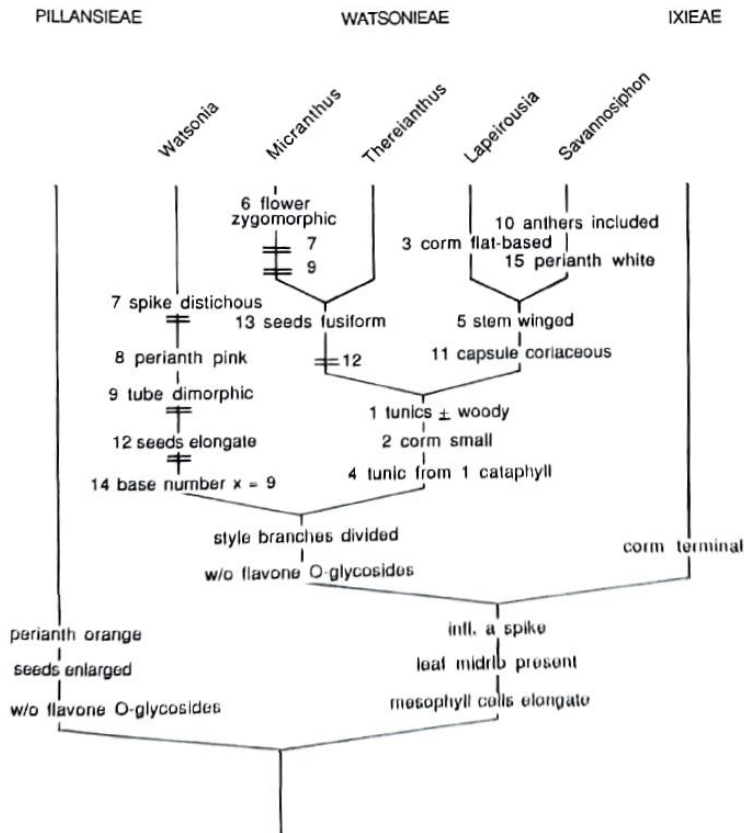 PILLANSIEAE
WATSONIEAE
IXIEAE
Watsonia
Micranthus
Thereianthus
Lapeirousia
Savannosiphon
6 flower
zygomorphic
7
9
10 anthers included
3 corm flat-based
15 perianth white
7 spike distichous
13 seeds fusiform
5 stem winged
8 perianth pink
12
11 capsule coriaceous
9 tube dimorphic
1 tunics ± woody
12 seeds elongate
2 corm small
14 base number x = 9
4 tunic from 1 cataphyll
style branches divided
corm terminal
w/o flavone O-glycosides
perianth orange
infl. a spike
seeds enlarged
leaf midrib present
w/o flavone O-glycosides
mesophyll cells elongate